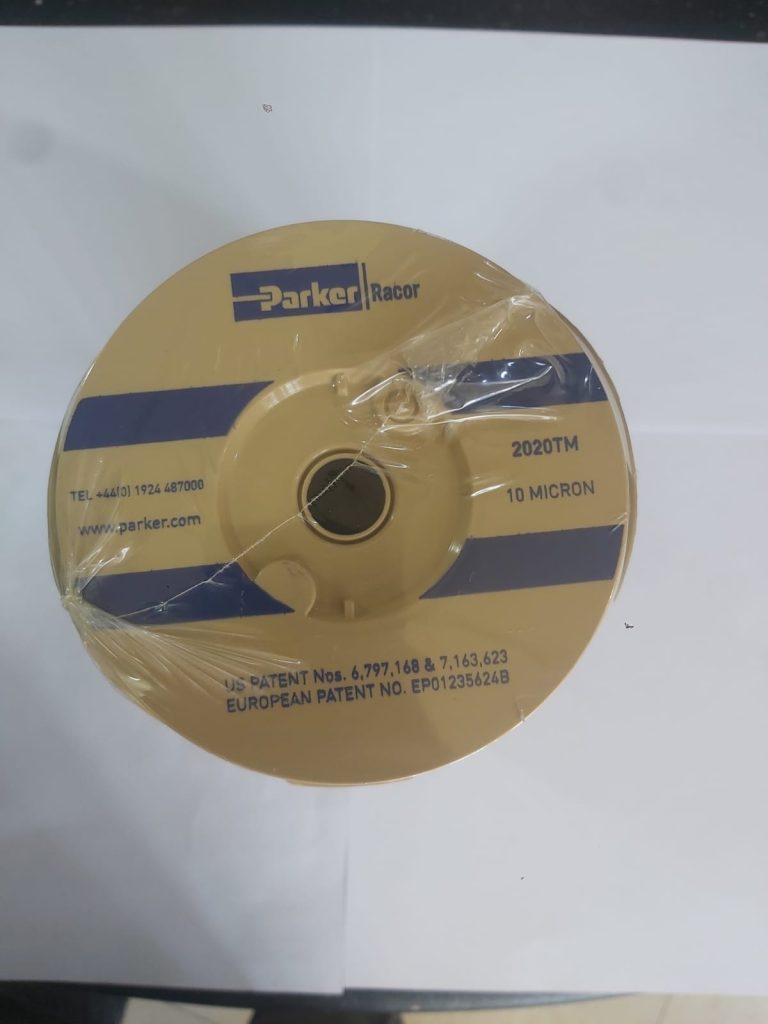 Parker Racor
2020TM
10 MICRON
TEL +44(0) 1924 487000
www.parker.com
US PATENT Nos. 6,797,168 & 7,163,623
EUROPEAN PATENT NO. EP01235624B